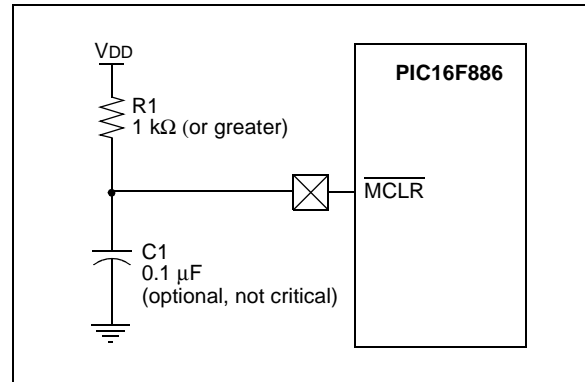 VDD
PIC16F886
R1
1 kΩ (or greater)
MCLR
C1
0.1 μF
(optional, not critical)